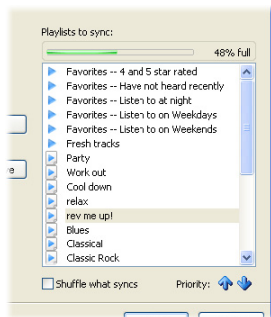 Playlists to sync:
48% full
Favorites -- 4 and 5 star rated
Favorites -- Have not heard recently
Favorites -- Listen to at night
Favorites -- Listen to on Weekdays
Favorites -- Listen to on Weekends
Fresh tracks
Party
Work out
Cool down
relax
rev me up!
Blues
Classical
Classic Rock
Shuffle what syncs
Priority: